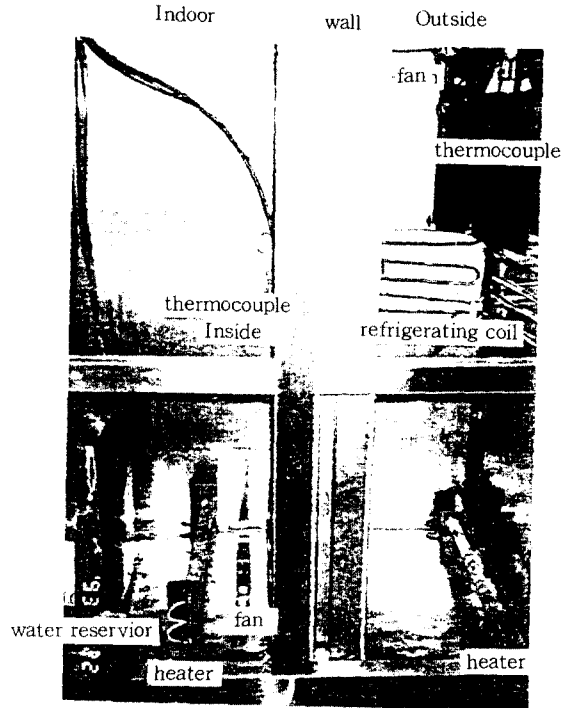 Indoor
wall
Outside
fan
thermocouple
thermocouple
Inside
refrigerating coil
water reservior
fan
heater
heater